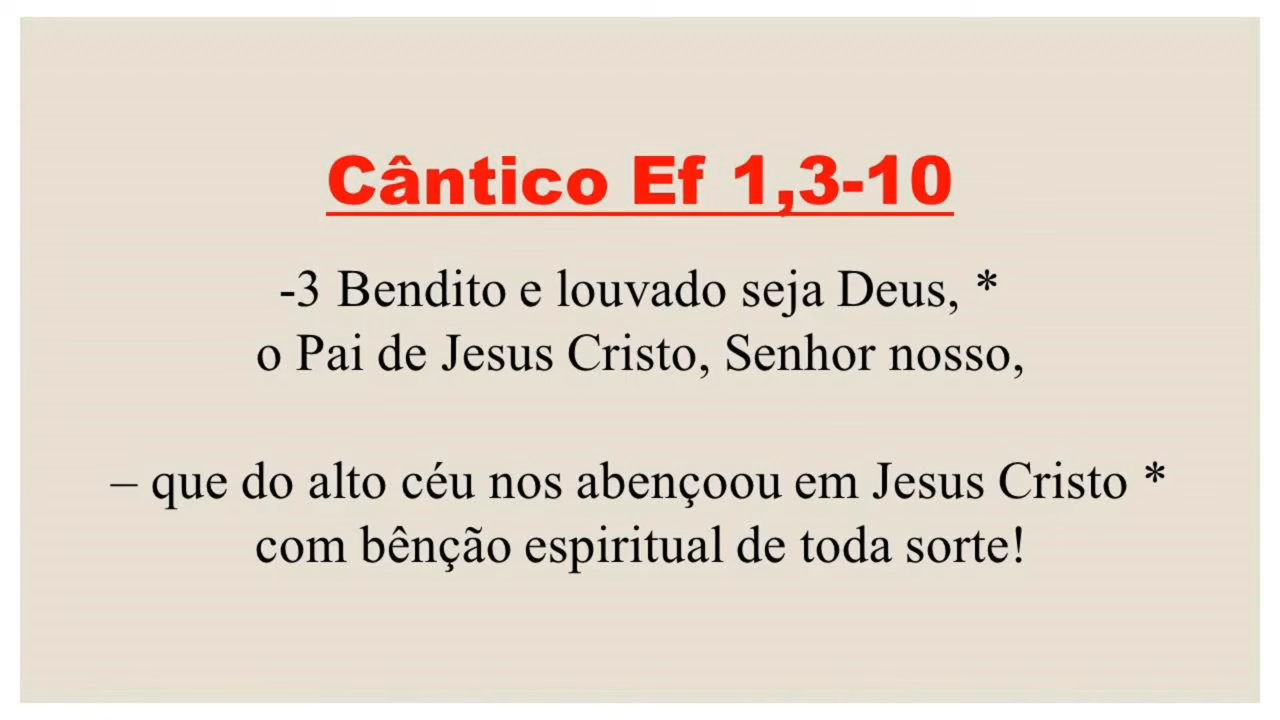 Cântico Ef 1,3-10
-3 Bendito e louvado seja Deus, *
o Pai de Jesus Cristo, Senhor nosso,
– que do alto céu nos abençoou em Jesus Cristo *
com bênção espiritual de toda sorte!